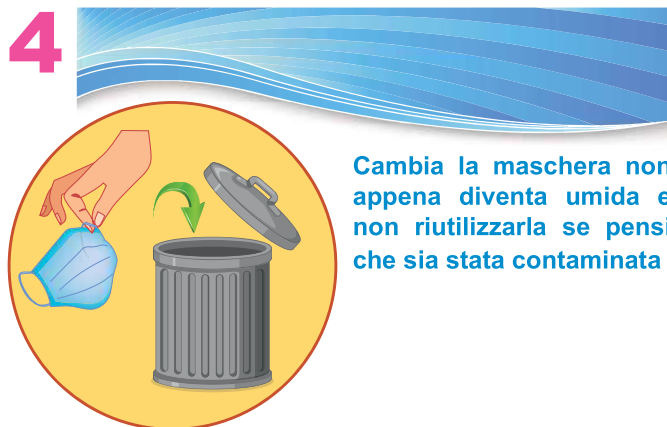 4
Cambia la maschera non
appena diventa umida e
non riutilizzarla se pensi
che sia stata contaminata